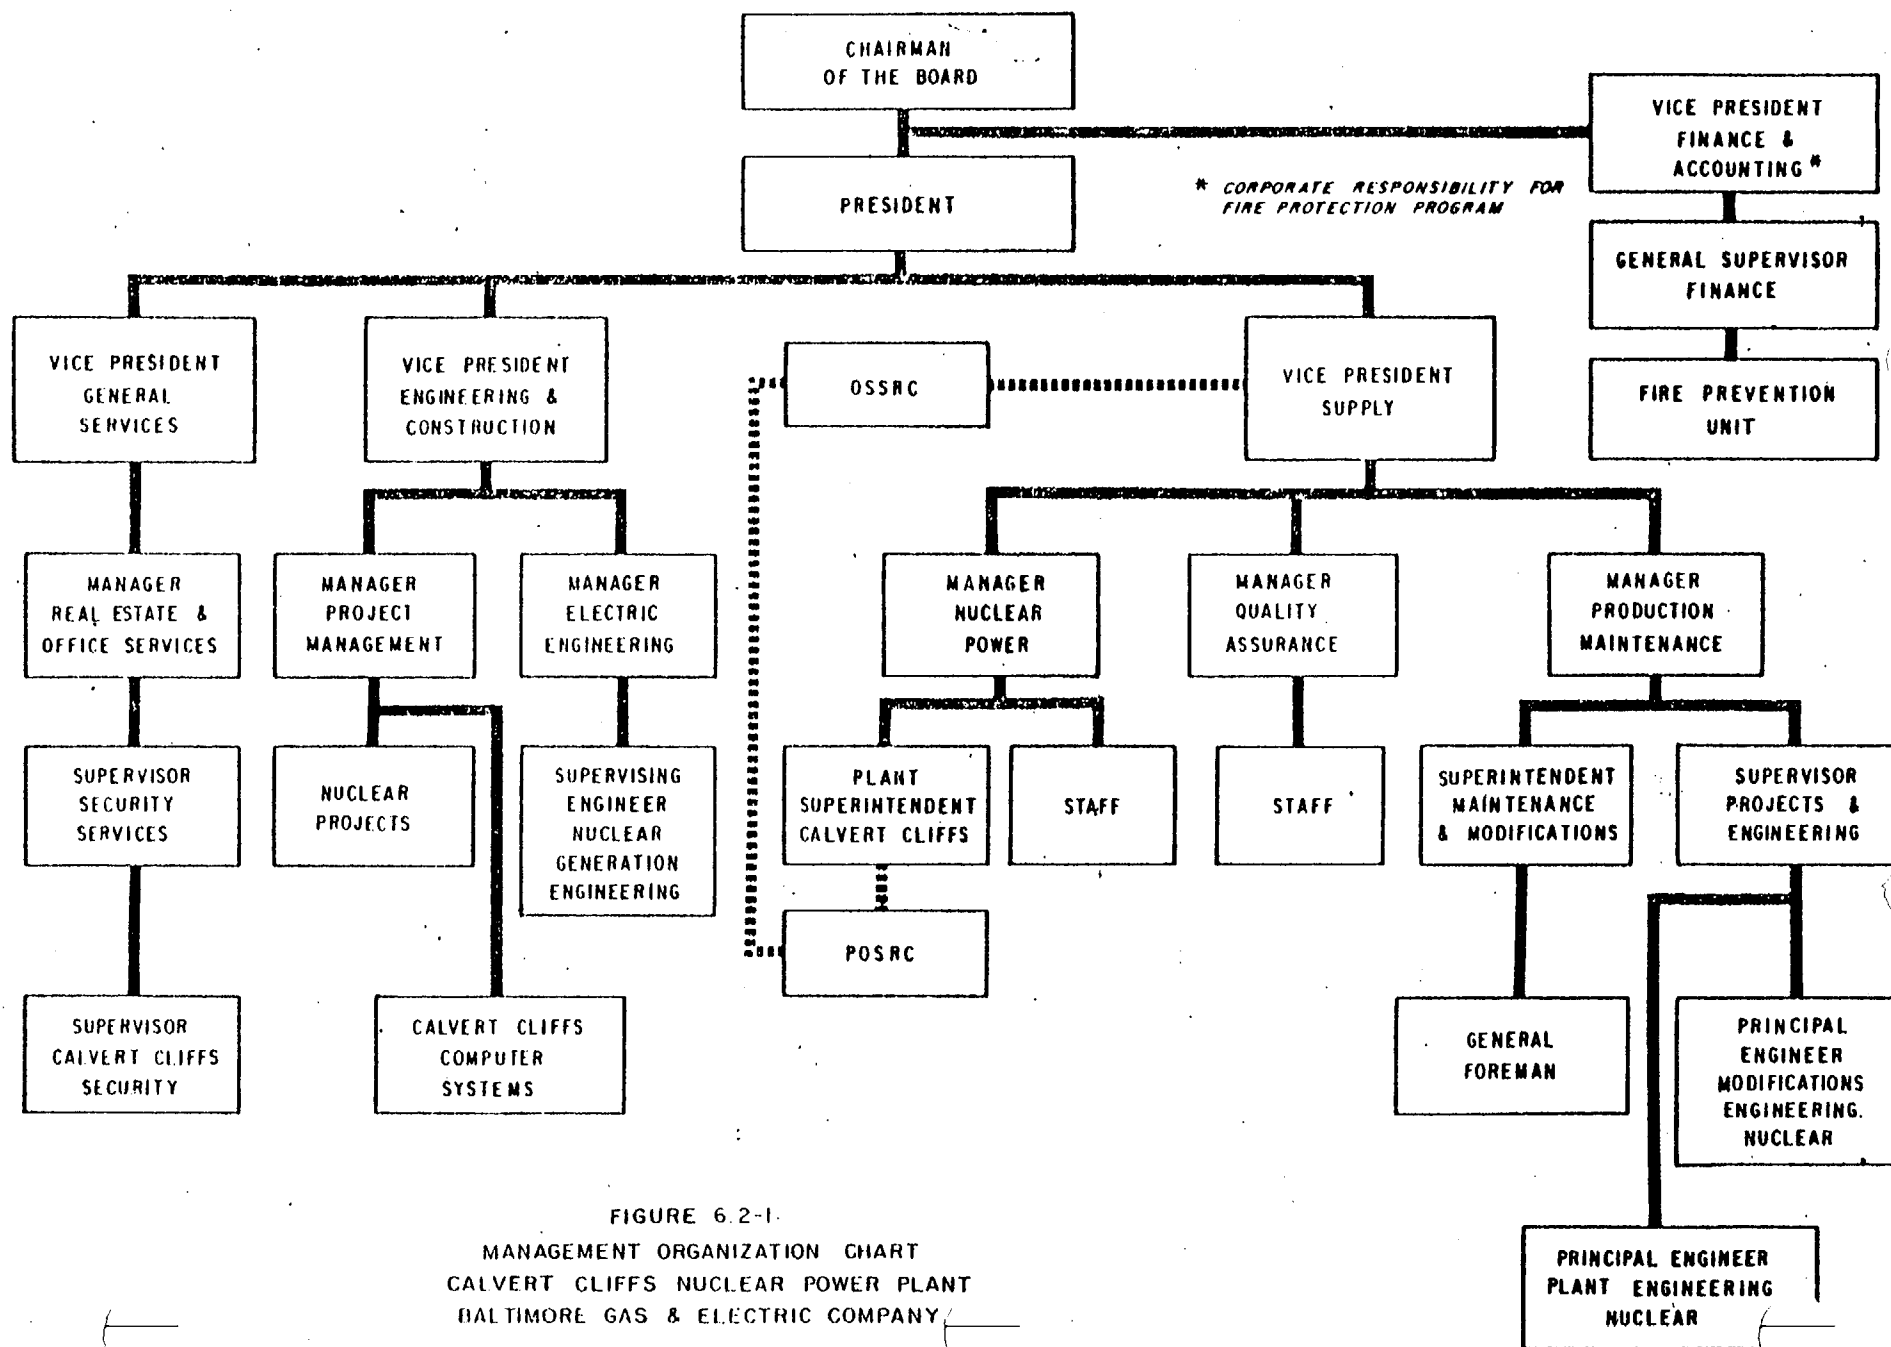 CHAIRMAN
OF THE BOARD
VICE PRESIDENT
FINANCE &
ACCOUNTING *
* CORPORATE RESPONSIBILITY FOR
FIRE PROTECTION PROGRAM
PRESIDENT
GENERAL SUPERVISOR
FINANCE
FIRE PREVENTION
UNIT
VICE PRESIDENT
GENERAL
SERVICES
VICE PRESIDENT
ENGINEERING &
CONSTRUCTION
OSSRC
VICE PRESIDENT
SUPPLY
MANAGER
REAL ESTATE &
OFFICE SERVICES
MANAGER
PROJECT
MANAGEMENT
MANAGER
ELECTRIC
ENGINEERING
MANAGER
NUCLEAR
POWER
MANAGER
QUALITY
ASSURANCE
MANAGER
PRODUCTION
MAINTENANCE
SUPERVISOR
SECURITY
SERVICES
NUCLEAR
PROJECTS
SUPERVISING
ENGINEER
NUCLEAR
GENERATION
ENGINEERING
PLANT
SUPERINTENDENT
CALVERT CLIFFS
STAFF
STAFF
SUPERINTENDENT
MAINTENANCE
& MODIFICATIONS
SUPERVISOR
PROJECTS &
ENGINEERING
POSRC
SUPERVISOR
CALVERT CLIFFS
SECURITY
CALVERT CLIFFS
COMPUTER
SYSTEMS
GENERAL
FOREMAN
PRINCIPAL
ENGINEER
MODIFICATIONS
ENGINEERING.
NUCLEAR
PRINCIPAL ENGINEER
PLANT ENGINEERING
NUCLEAR
FIGURE 6.2-1
MANAGEMENT ORGANIZATION CHART
CALVERT CLIFFS NUCLEAR POWER PLANT
BALTIMORE GAS & ELECTRIC COMPANY